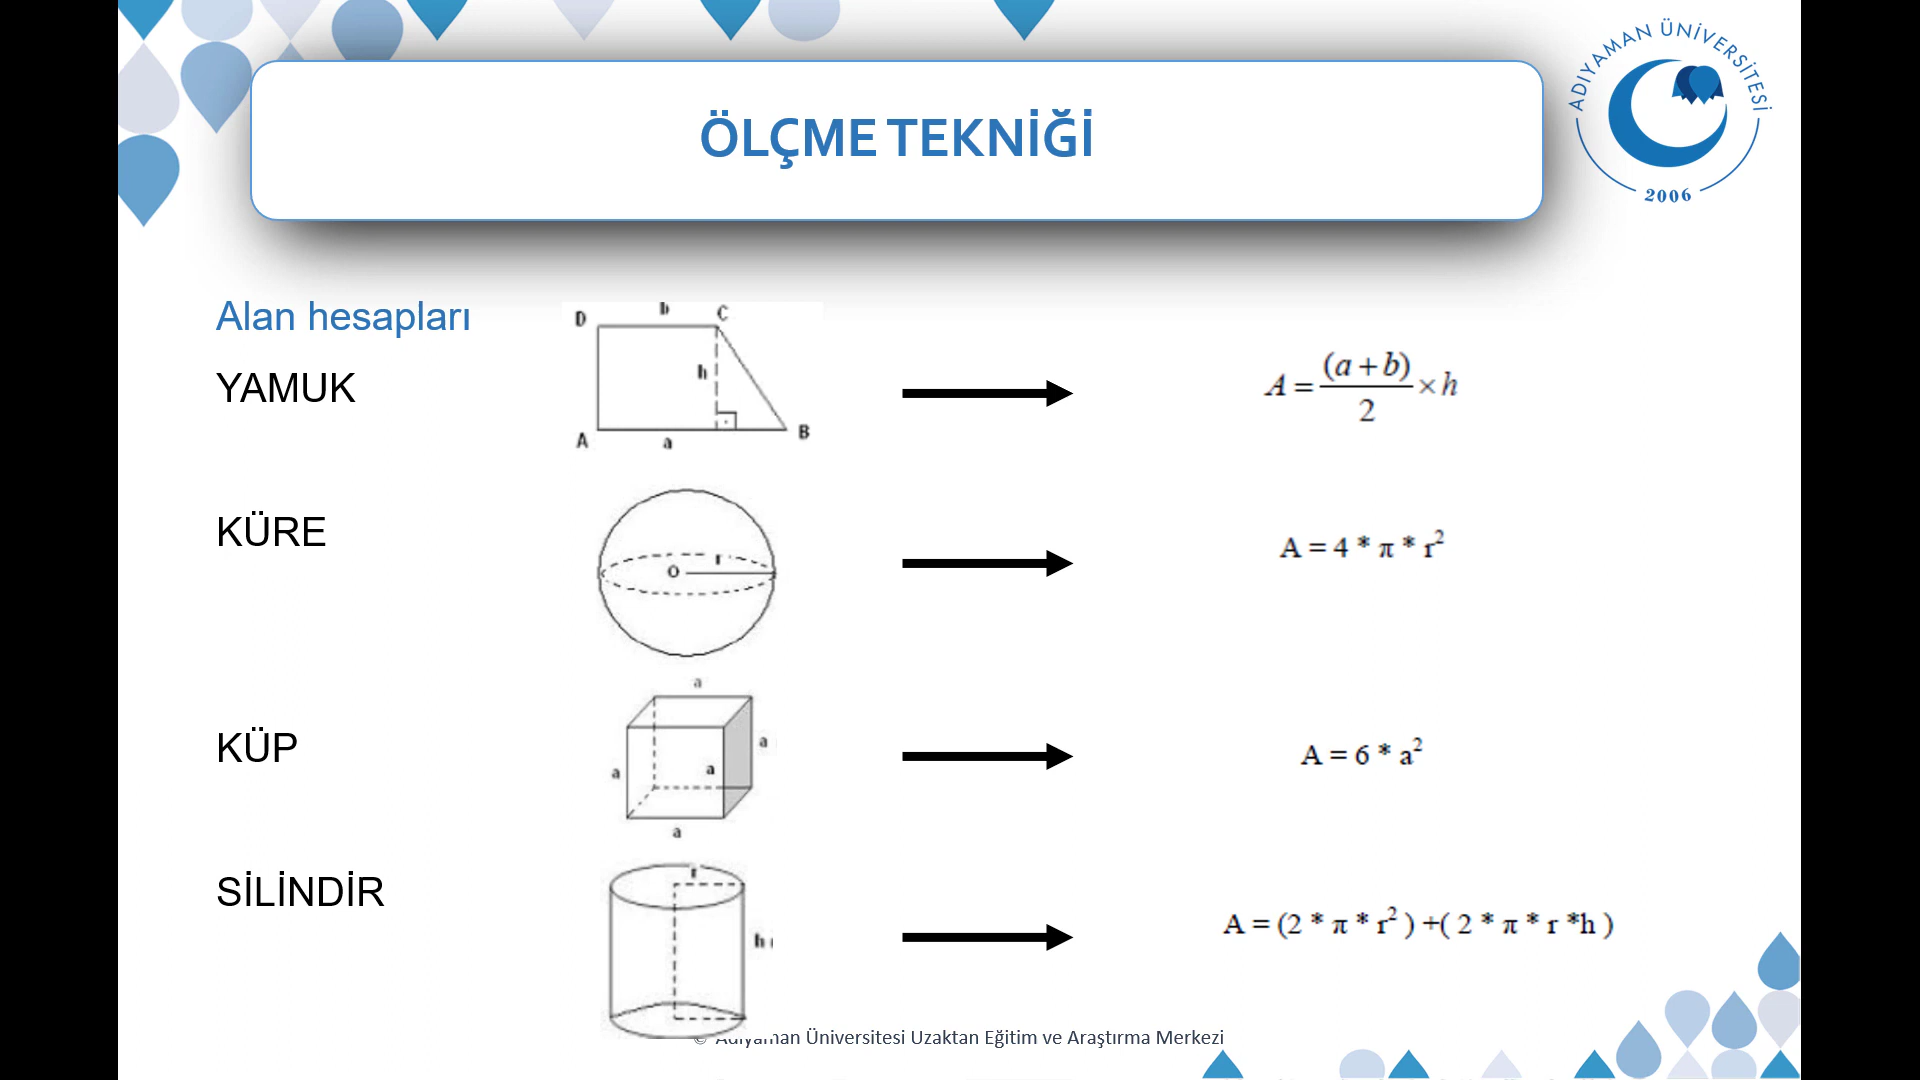 ÖLÇME TEKNİĞİ
ADIYAMAN ÜNİVERSİTESİ
2006
Alan hesapları
YAMUK
D b C
h
A a B
A = (a + b) / 2 × h
KÜRE
O r
A = 4 * π * r²
KÜP
a
a
a a
a
A = 6 * a²
SİLİNDİR
r
h
A = (2 * π * r² ) +( 2 * π * r *h )
© Adıyaman Üniversitesi Uzaktan Eğitim ve Araştırma Merkezi